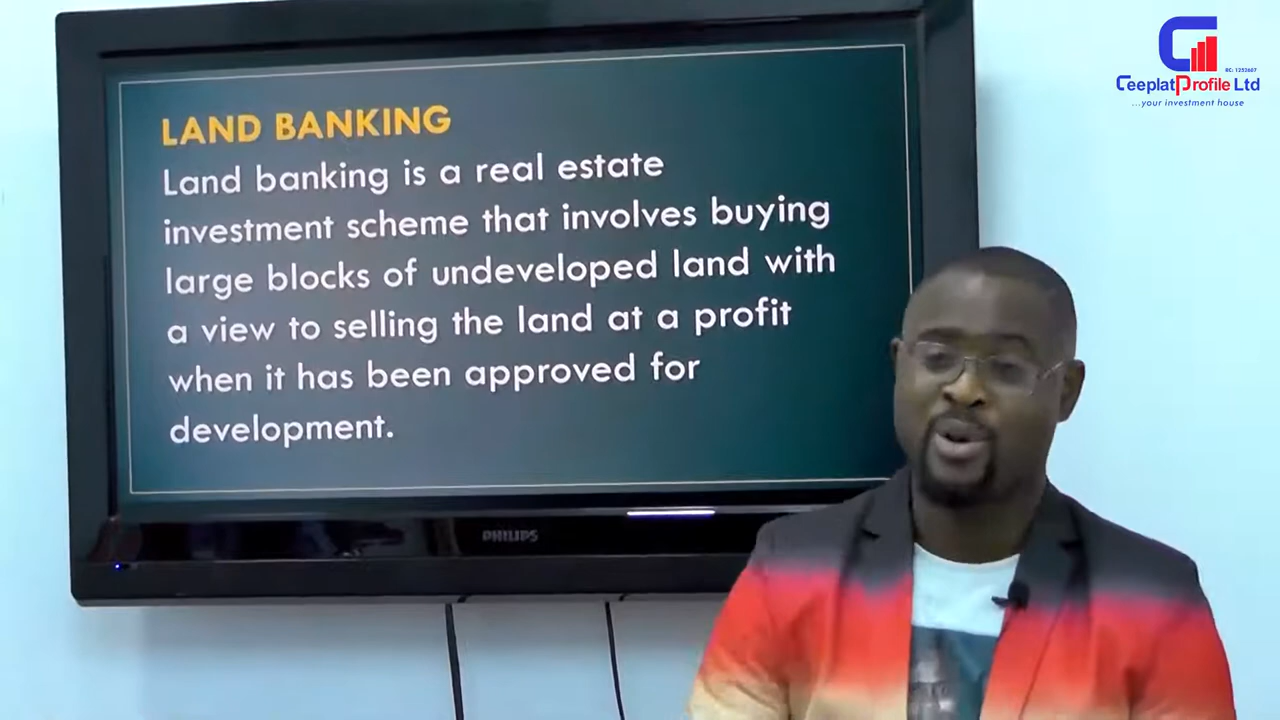 LAND BANKING
Land banking is a real estate
investment scheme that involves buying
large blocks of undeveloped land with
a view to selling the land at a profit
when it has been approved for
development.
PHILIPS
RC: 1252607
CeeplatProfile Ltd
...your investment house